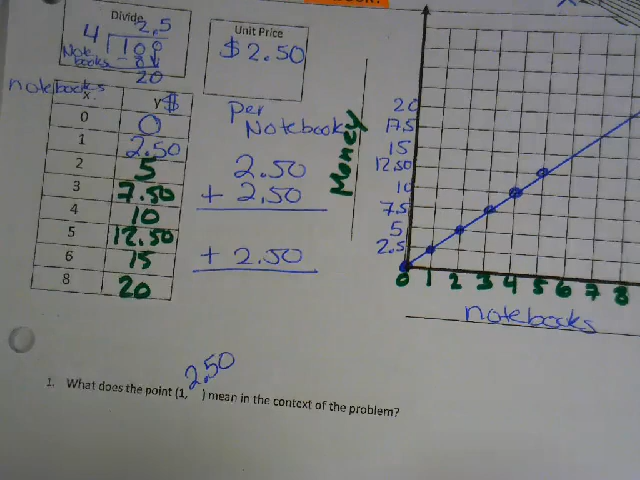 Divide
2.5
4 100
Note books - 8
20
Unit Price
$2.50
per
Notebook
notebooks
x y $
0 0
1 2.50
2 5
3 7.50
4 10
5 12.50
6 15
8 20
2.50
+ 2.50
+ 2.50
Money
20
17.5
15
12.50
10
7.5
5
2.5
0 1 2 3 4 5 6 7 8
notebooks
1. What does the point (1, 2.50) mean in the context of the problem?